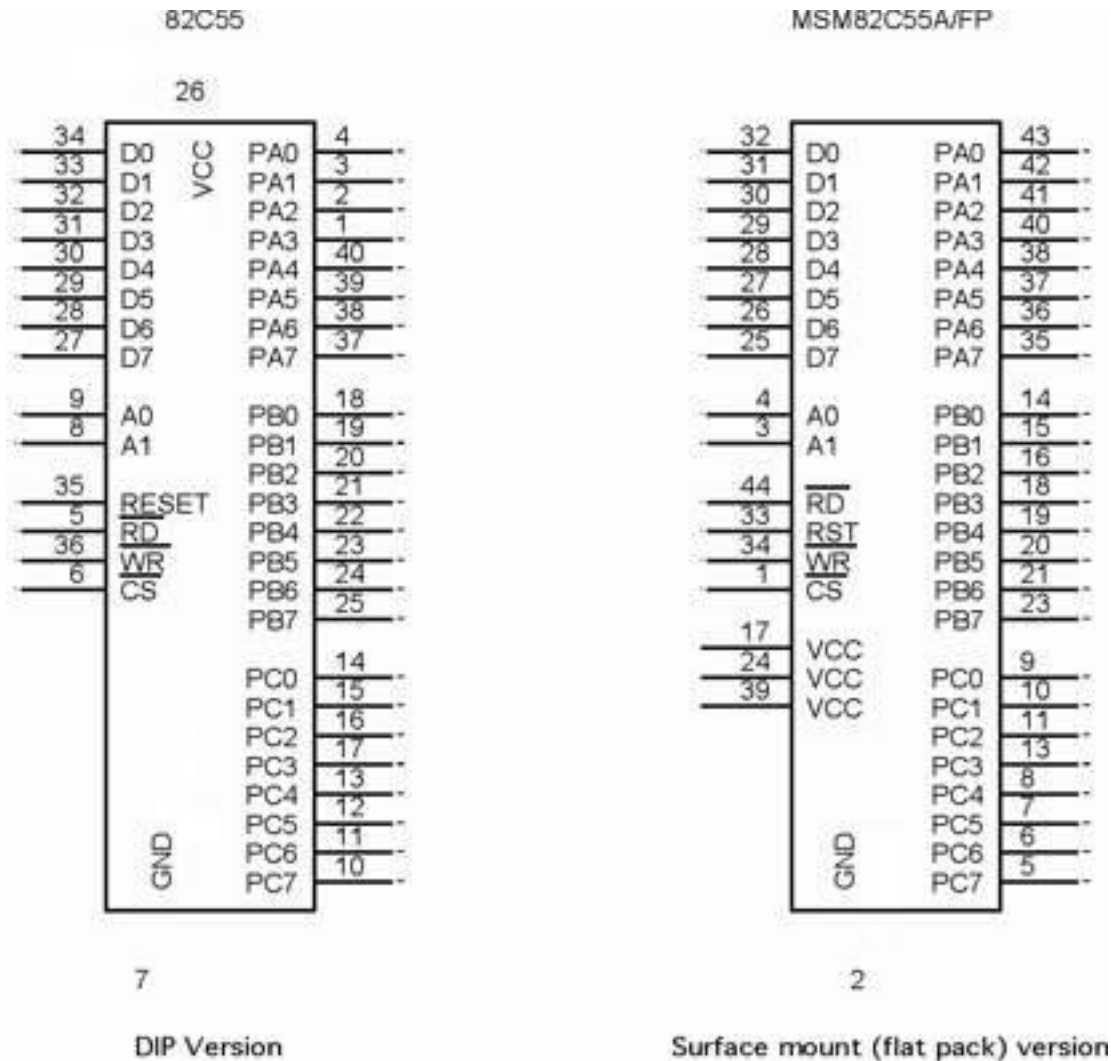 82C55
26
34 D0 VCC PA0 4
33 D1 PA1 3
32 D2 PA2 2
31 D3 PA3 1
30 D4 PA4 40
29 D5 PA5 39
28 D6 PA6 38
27 D7 PA7 37
9 A0 PB0 18
8 A1 PB1 19
PB2 20
35 RESET PB3 21
5 RD PB4 22
36 WR PB5 23
6 CS PB6 24
PB7 25
PC0 14
PC1 15
PC2 16
PC3 17
PC4 13
PC5 12
PC6 11
GND PC7 10
7
DIP Version
MSM82C55A/FP
32 D0 PA0 43
31 D1 PA1 42
30 D2 PA2 41
29 D3 PA3 40
28 D4 PA4 38
27 D5 PA5 37
26 D6 PA6 36
25 D7 PA7 35
4 A0 PB0 14
3 A1 PB1 15
PB2 16
44 RD PB3 18
33 RST PB4 19
34 WR PB5 20
1 CS PB6 21
PB7 23
17 VCC
24 VCC PC0 9
39 VCC PC1 10
PC2 11
PC3 13
PC4 8
PC5 7
PC6 6
GND PC7 5
2
Surface mount (flat pack) version